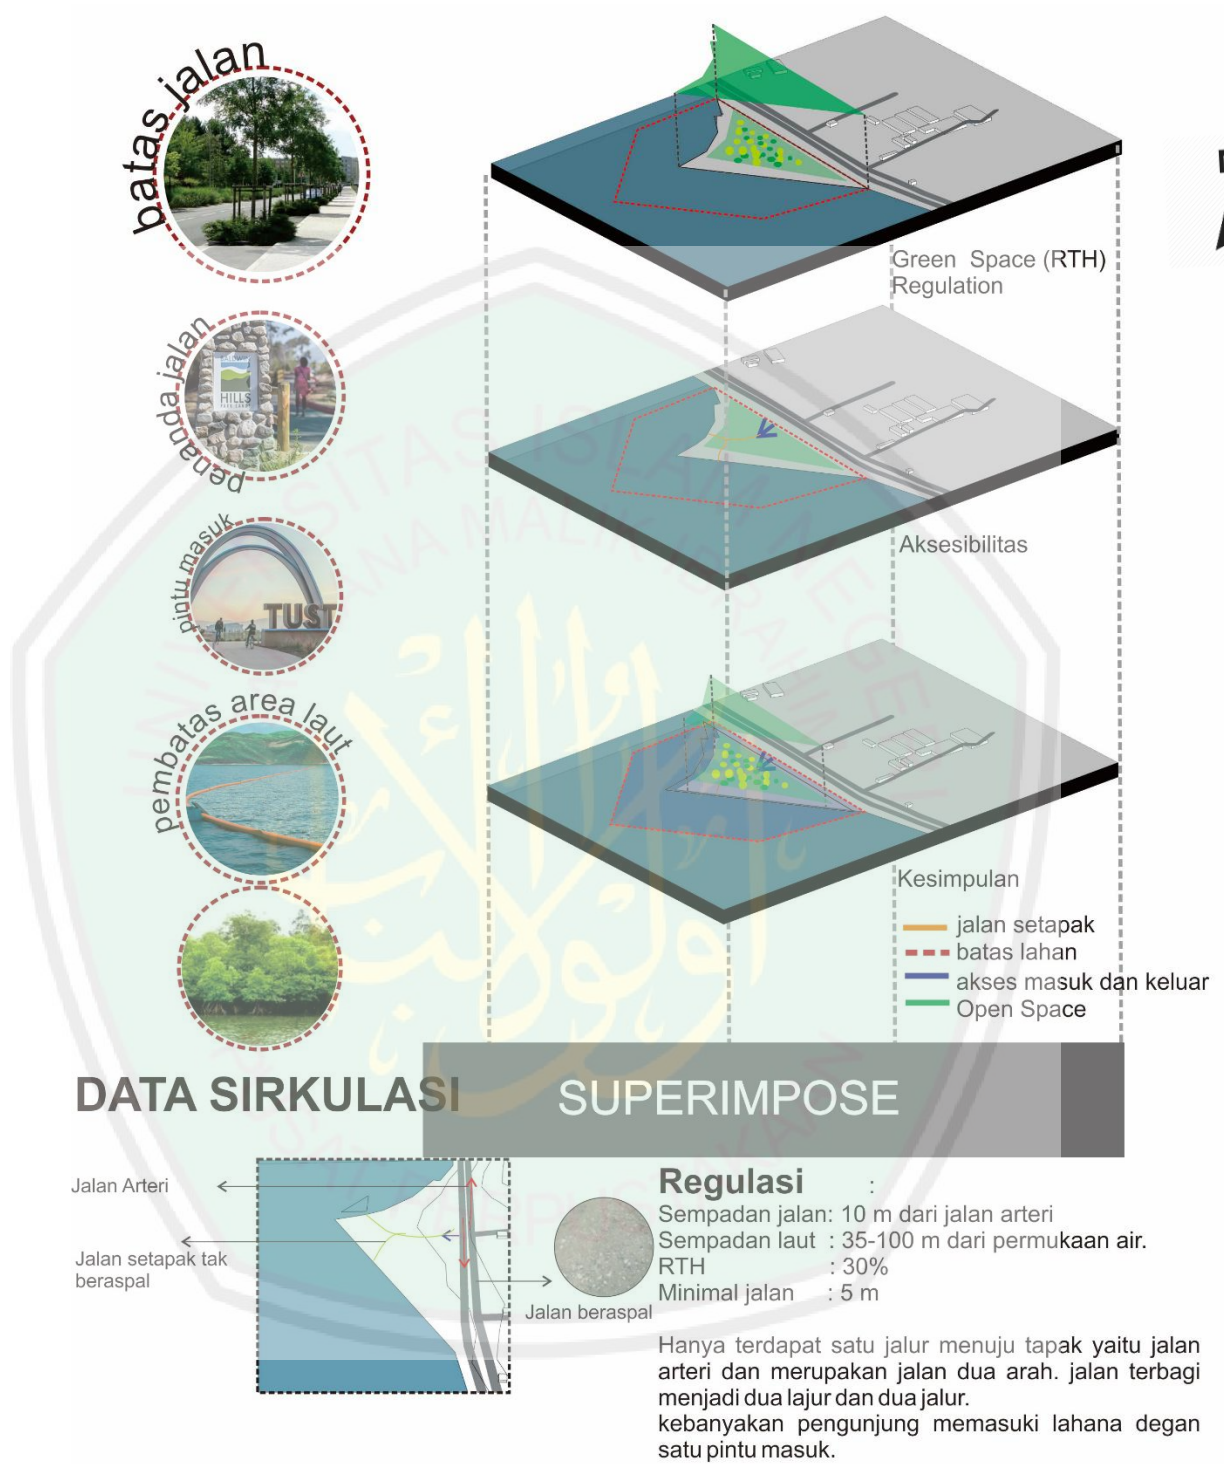 batas jalan
Green Space (RTH)
Regulation
penanda jalan
HILLS
Aksesibilitas
pintu masuk
TUST
pembatas area laut
Kesimpulan
jalan setapak
batas lahan
akses masuk dan keluar
Open Space
DATA SIRKULASI
SUPERIMPOSE
Jalan Arteri
Jalan setapak tak
beraspal
Jalan beraspal
Regulasi :
Sempadan jalan: 10 m dari jalan arteri
Sempadan laut : 35-100 m dari permukaan air.
RTH : 30%
Minimal jalan : 5 m
Hanya terdapat satu jalur menuju tapak yaitu jalan
arteri dan merupakan jalan dua arah. jalan terbagi
menjadi dua lajur dan dua jalur.
kebanyakan pengunjung memasuki lahana degan
satu pintu masuk.